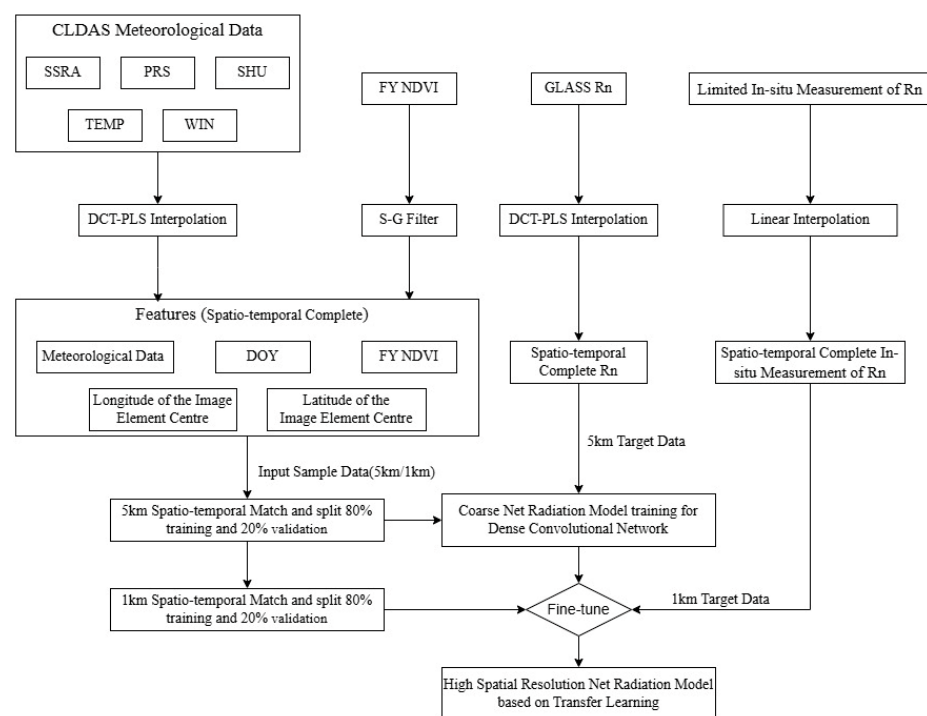 CLDAS Meteorological Data
SSRA
PRS
SHU
TEMP
WIN
FY NDVI
GLASS Rn
Limited In-situ Measurement of Rn
DCT-PLS Interpolation
S-G Filter
DCT-PLS Interpolation
Linear Interpolation
Features (Spatio-temporal Complete)
Meteorological Data
DOY
FY NDVI
Longitude of the Image
Element Centre
Latitude of the
Image Element Centre
Spatio-temporal
Complete Rn
Spatio-temporal Complete In-
situ Measurement of Rn
5km Target Data
Input Sample Data(5km/1km)
5km Spatio-temporal Match and split 80%
training and 20% validation
Coarse Net Radiation Model training for
Dense Convolutional Network
1km Spatio-temporal Match and split 80%
training and 20% validation
Fine-tune
1km Target Data
High Spatial Resolution Net Radiation Model
based on Transfer Learning